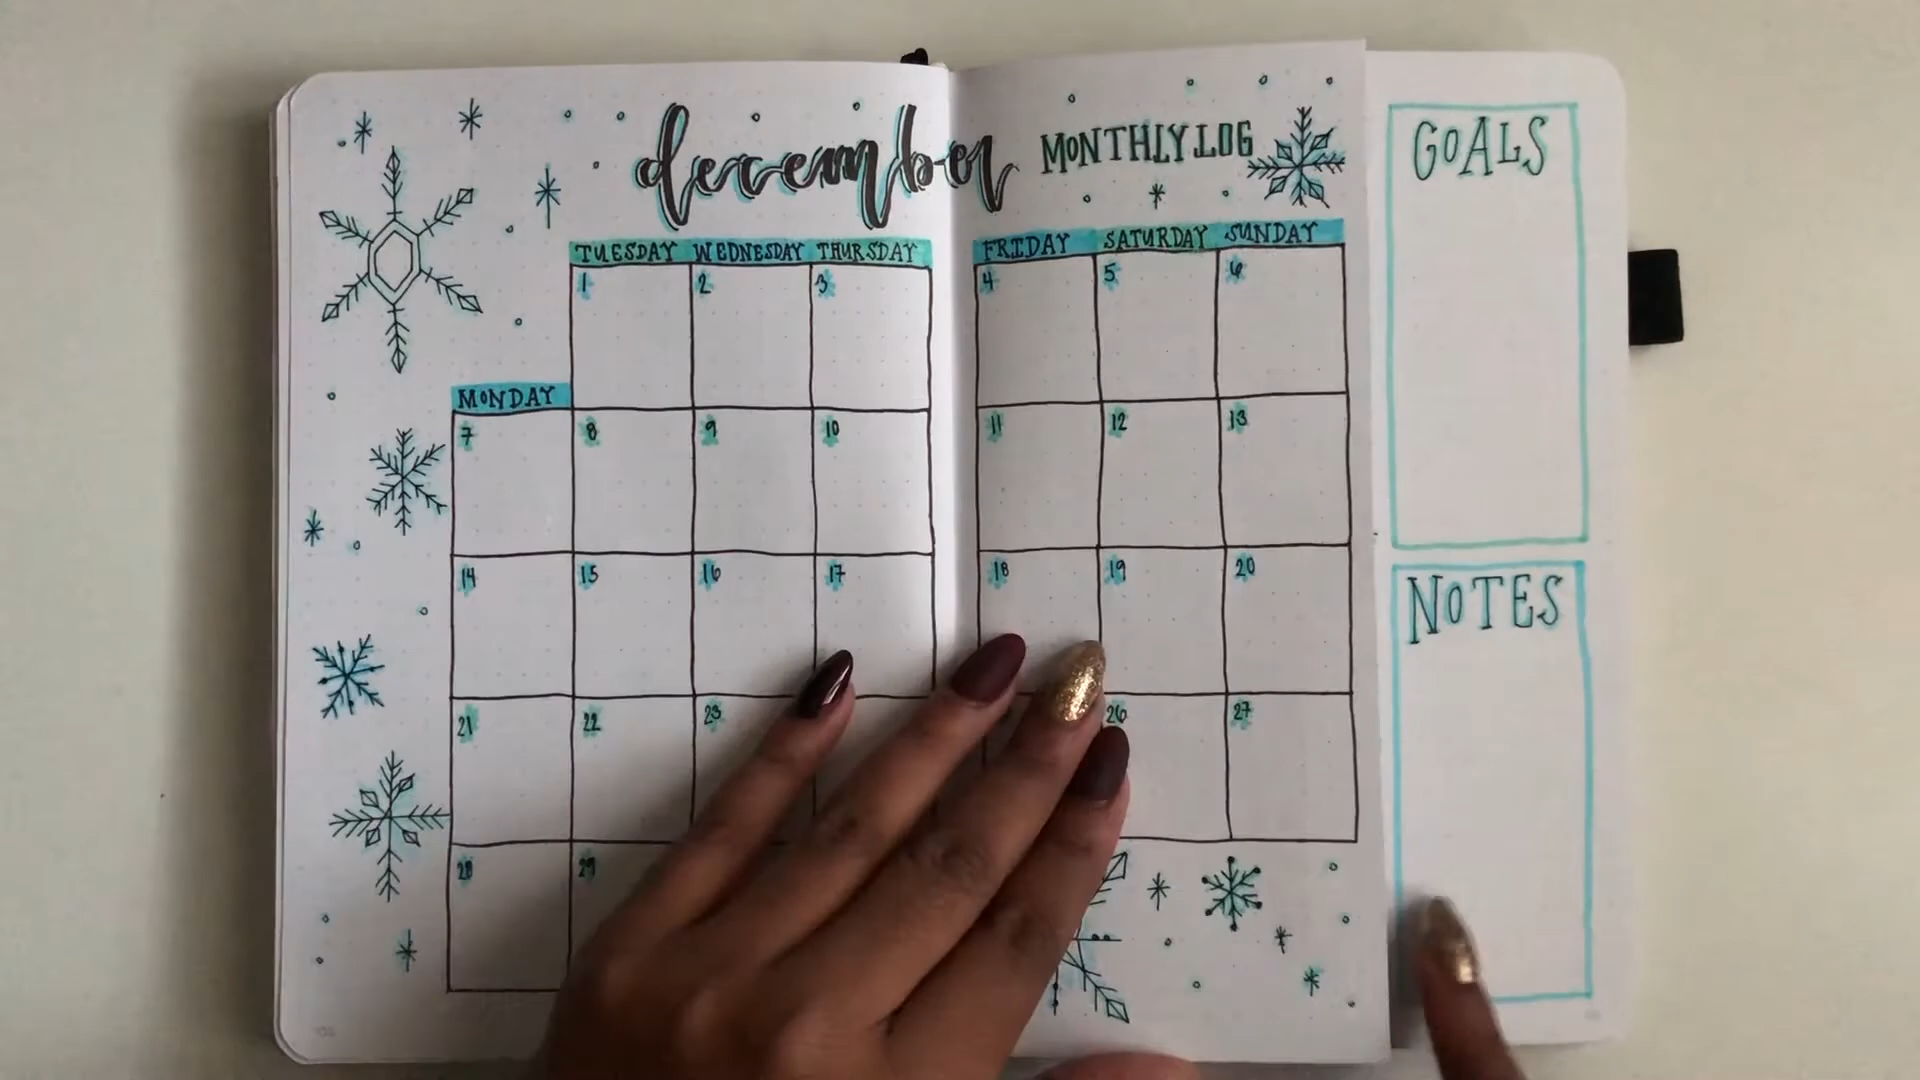 december MONTHLY LOG
TUESDAY WEDNESDAY THURSDAY FRIDAY SATURDAY SUNDAY
1 2 3 4 5 6
MONDAY
7 8 9 10 11 12 13
14 15 16 17 18 19 20
21 22 23 26 27
28 29
GOALS
NOTES